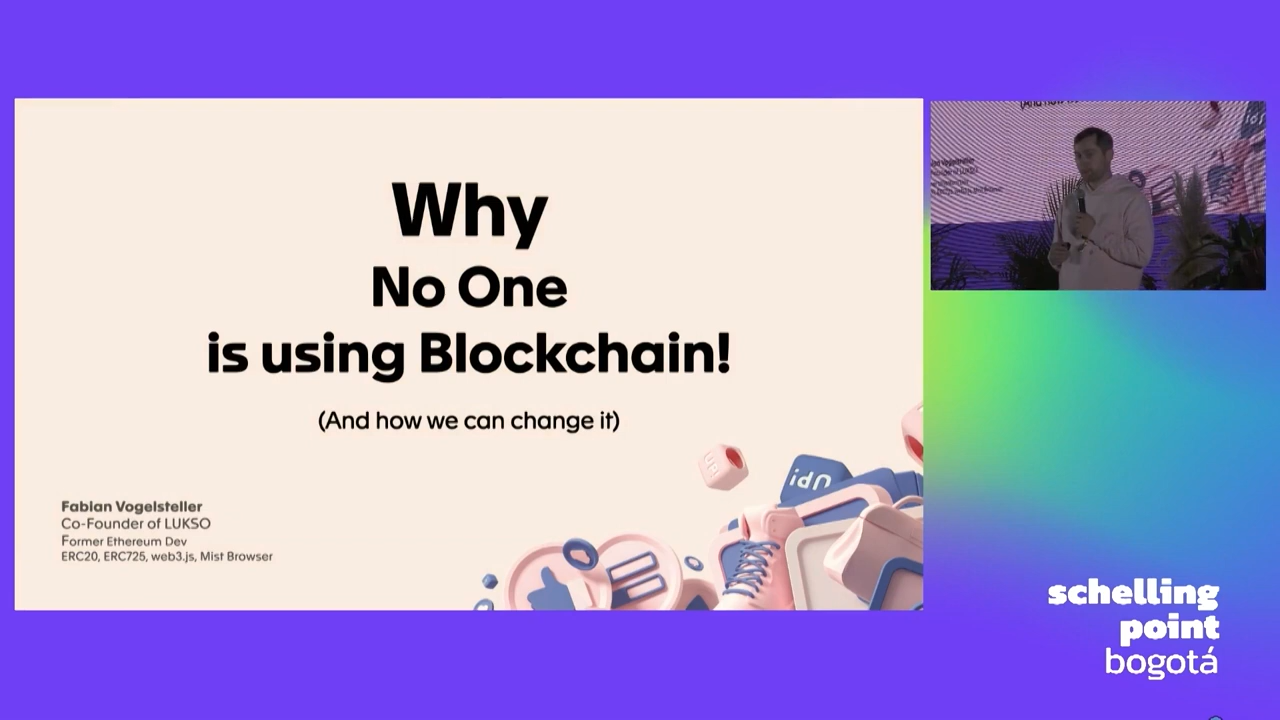 Why
No One
is using Blockchain!
(And how we can change it)
Fabian Vogelsteller
Co-Founder of LUKSO
Former Ethereum Dev
ERC20, ERC725, web3.js, Mist Browser
schelling
point
bogotá